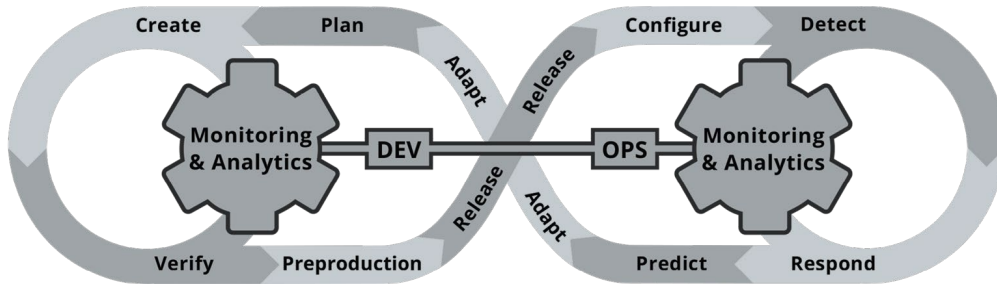 Create
Plan
Adapt
Release
Configure
Detect
Monitoring
& Analytics
DEV
OPS
Monitoring
& Analytics
Verify
Preproduction
Release
Adapt
Predict
Respond